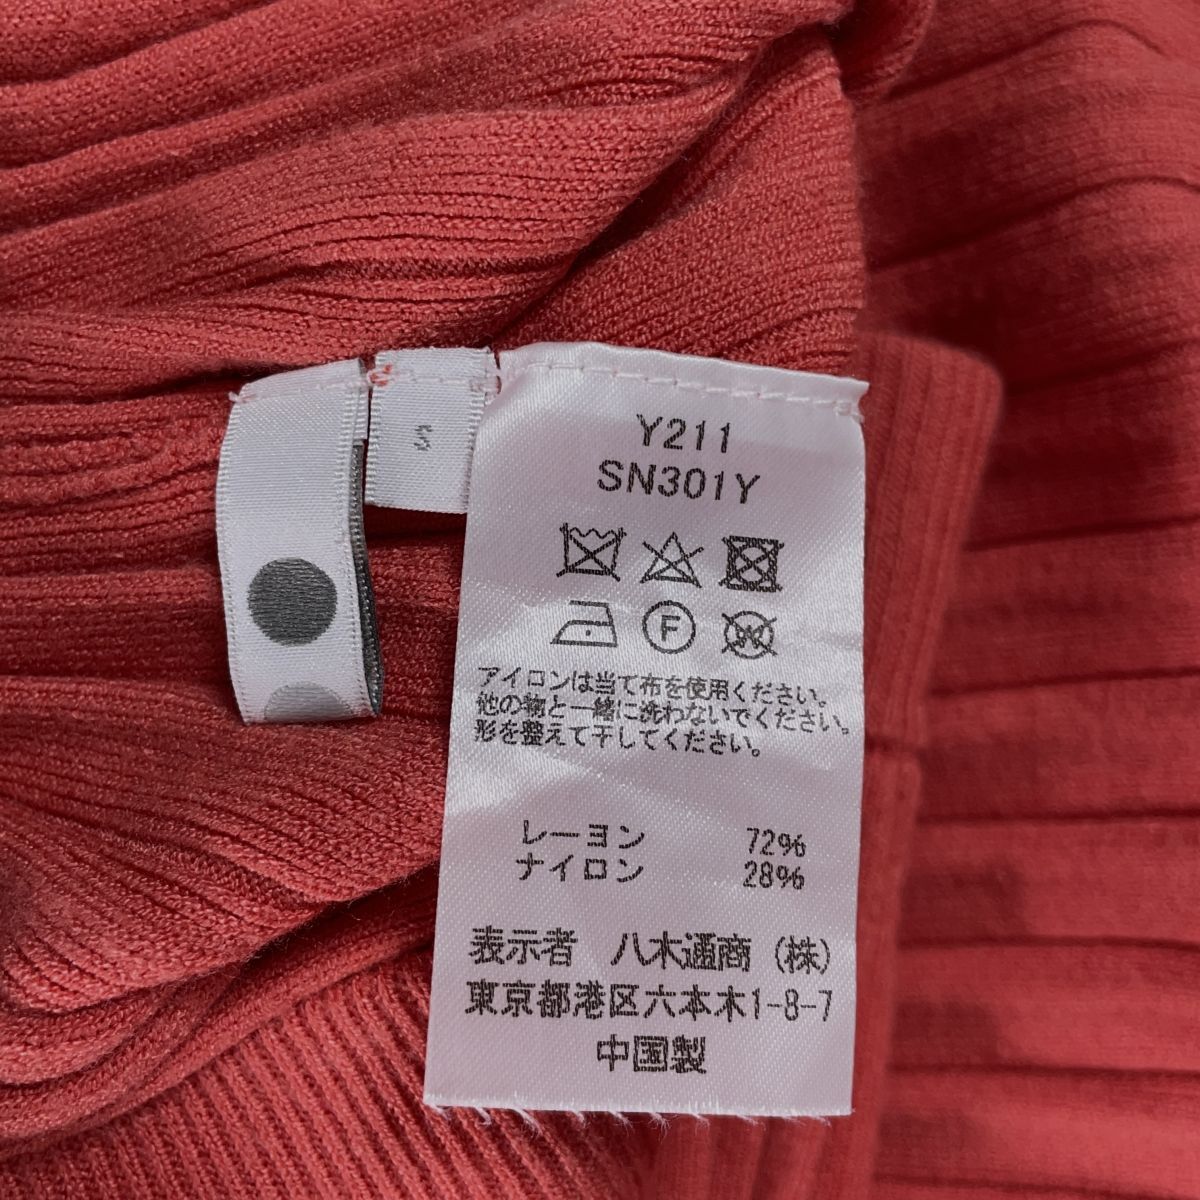 S
Y211
SN301Y
F
W
アイロンは当て布を使用ください。
他の物と一緒に洗わないでください。
形を整えて干してください。
レーヨン 72%
ナイロン 28%
表示者 八木通商(株)
東京都港区六本木1-8-7
中国製